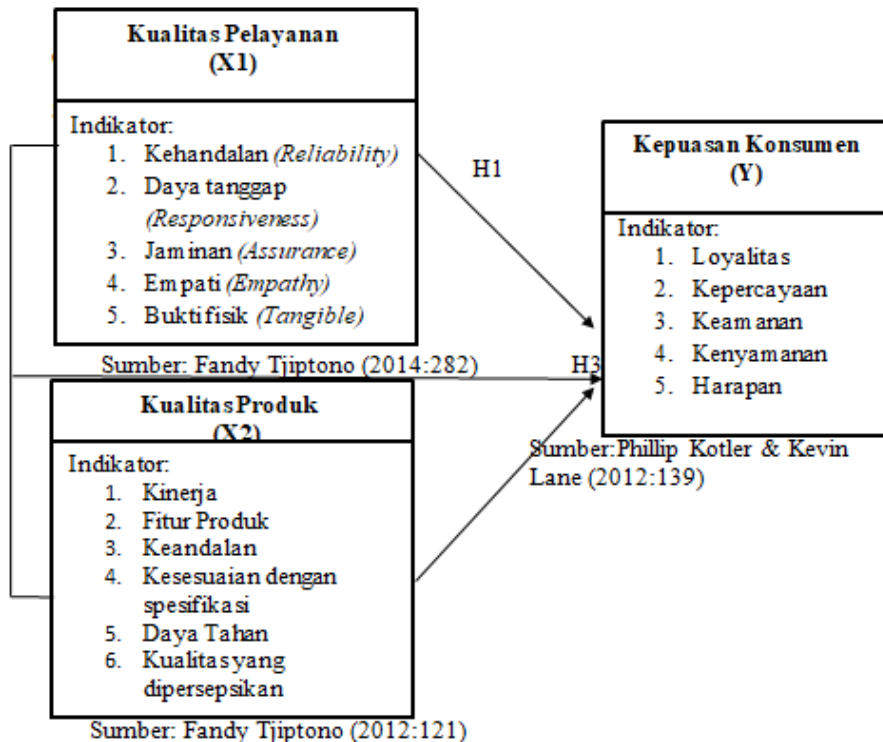 Kualitas Pelayanan
(X1)
Indikator:
1. Kehandalan (Reliability)
2. Daya tanggap
(Responsiveness)
3. Jaminan (Assurance)
4. Empati (Empathy)
5. Bukti fisik (Tangible)
Sumber: Fandy Tjiptono (2014:282)
H1
H3
Kepuasan Konsumen
(Y)
Indikator:
1. Loyalitas
2. Kepercayaan
3. Keamanan
4. Kenyamanan
5. Harapan
Sumber:Phillip Kotler & Kevin
Lane (2012:139)
Kualitas Produk
(X2)
Indikator:
1. Kinerja
2. Fitur Produk
3. Keandalan
4. Kesesuaian dengan
spesifikasi
5. Daya Tahan
6. Kualitas yang
dipersepsikan
Sumber: Fandy Tjiptono (2012:121)